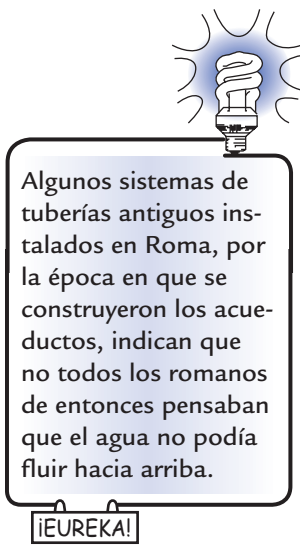 Algunos sistemas de
tuberías antiguos ins-
talados en Roma, por
la época en que se
construyeron los acue-
ductos, indican que
no todos los romanos
de entonces pensaban
que el agua no podía
fluir hacia arriba.
¡EUREKA!